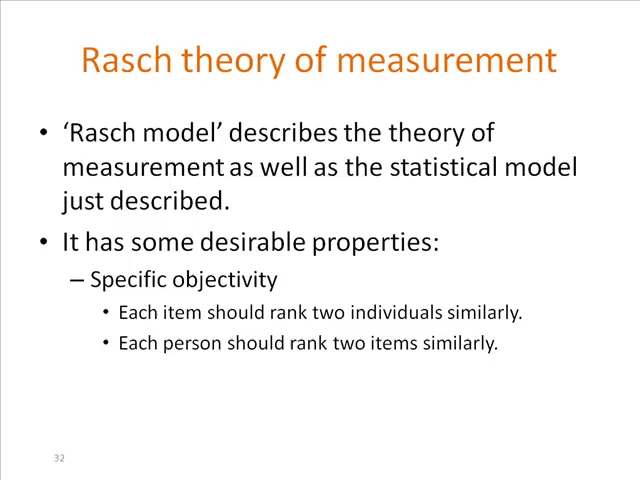 Rasch theory of measurement
• ‘Rasch model’ describes the theory of
measurement as well as the statistical model
just described.
• It has some desirable properties:
– Specific objectivity
• Each item should rank two individuals similarly.
• Each person should rank two items similarly.
32